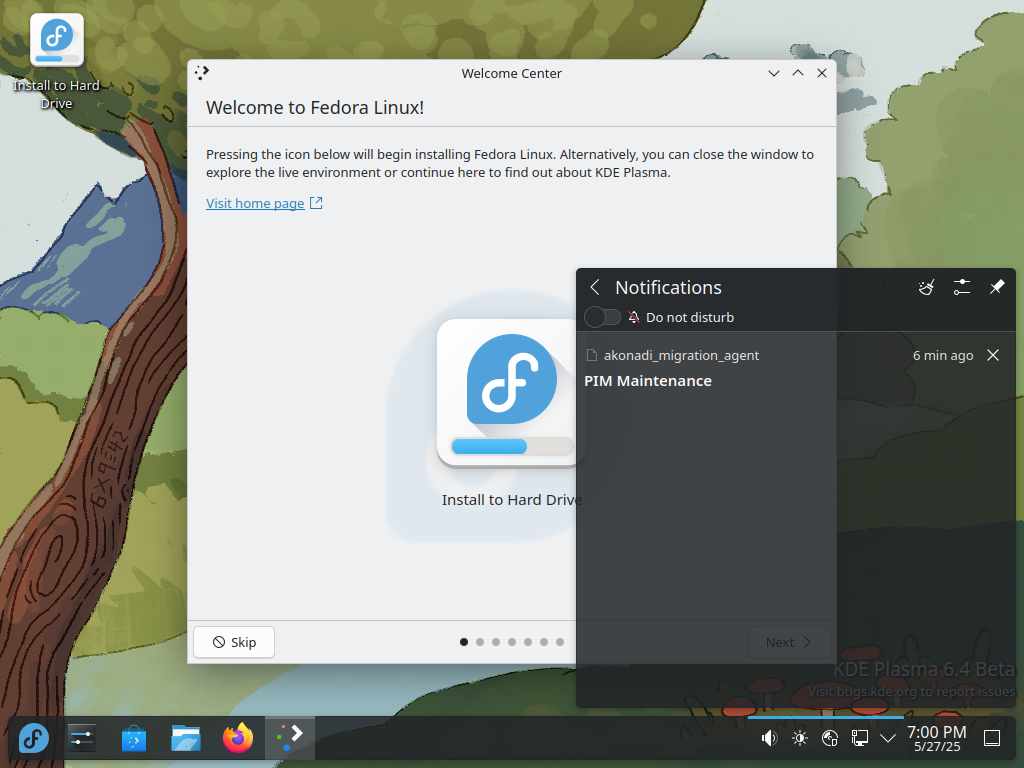 Install to Hard
Drive
Welcome Center
Welcome to Fedora Linux!
Pressing the icon below will begin installing Fedora Linux. Alternatively, you can close the window to
explore the live environment or continue here to find out about KDE Plasma.
Visit home page
Install to Hard Drive
Skip
Next
Notifications
Do not disturb
akonadi_migration_agent
6 min ago
PIM Maintenance
6×9=42
KDE Plasma 6.4 Beta
Visit bugs.kde.org to report issues
7:00 PM
5/27/25